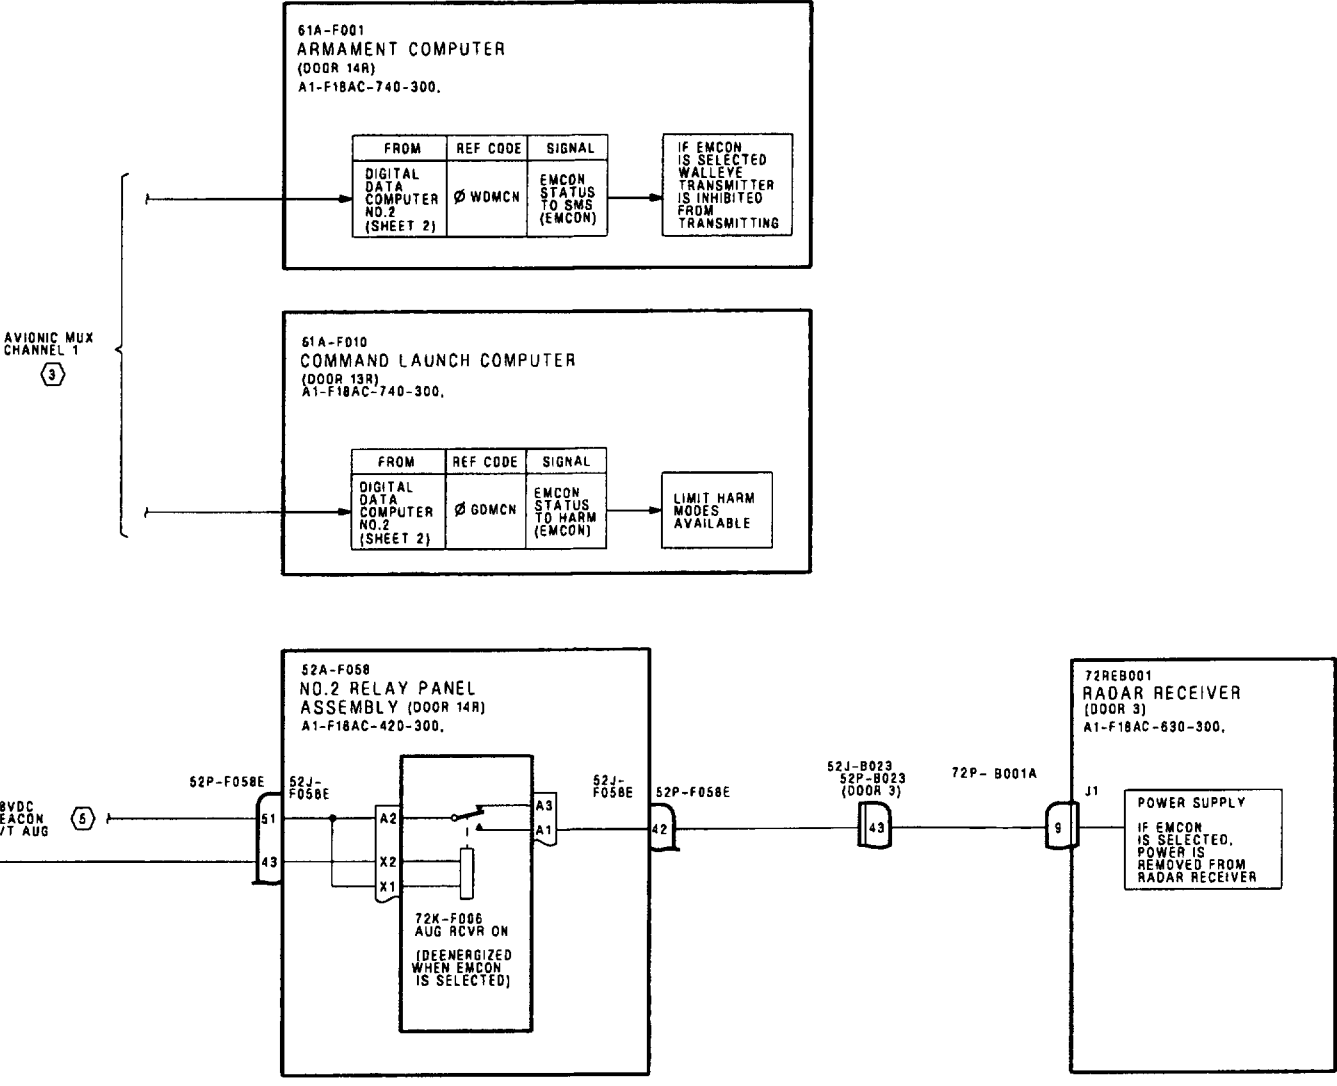 61A-F001
ARMAMENT COMPUTER
(DOOR 14R)
A1-F18AC-740-300,
FROM REF CODE SIGNAL
DIGITAL
DATA
COMPUTER
NO.2
(SHEET 2)
Ø WDMCN
EMCON
STATUS
TO SMS
(EMCON)
IF EMCON
IS SELECTED
WALLEYE
TRANSMITTER
IS INHIBITED
FROM
TRANSMITTING
AVIONIC MUX
CHANNEL 1
3
61A-F010
COMMAND LAUNCH COMPUTER
(DOOR 13R)
A1-F18AC-740-300,
FROM REF CODE SIGNAL
DIGITAL
DATA
COMPUTER
NO.2
(SHEET 2)
Ø GDMCN
EMCON
STATUS
TO HARM
(EMCON)
LIMIT HARM
MODES
AVAILABLE
52A-F058
NO.2 RELAY PANEL
ASSEMBLY (DOOR 14R)
A1-F18AC-420-300,
8VDC
EACON
/T AUG
5
52P-F058E
52J-
F058E
51
43
A2
X2
X1
A3
A1
72K-F006
AUG RCVR ON
(DEENERGIZED
WHEN EMCON
IS SELECTED)
52J-
F058E
52P-F058E
42
52J-B023
52P-B023
(DOOR 3)
43
72P-B001A
9
J1
72REB001
RADAR RECEIVER
(DOOR 3)
A1-F18AC-630-300,
POWER SUPPLY
IF EMCON
IS SELECTED,
POWER IS
REMOVED FROM
RADAR RECEIVER